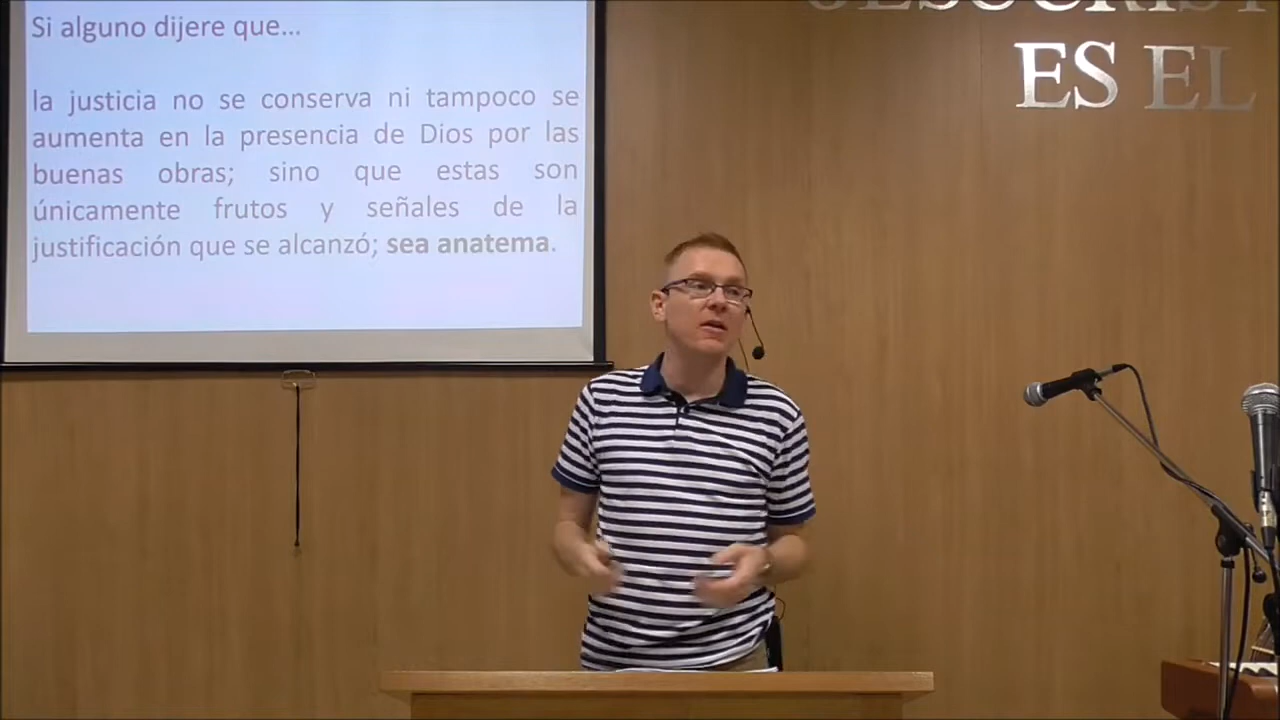 Si alguno dijere que...
la justicia no se conserva ni tampoco se
aumenta en la presencia de Dios por las
buenas obras; sino que estas son
únicamente frutos y señales de la
justificación que se alcanzó; sea anatema.
ES EL